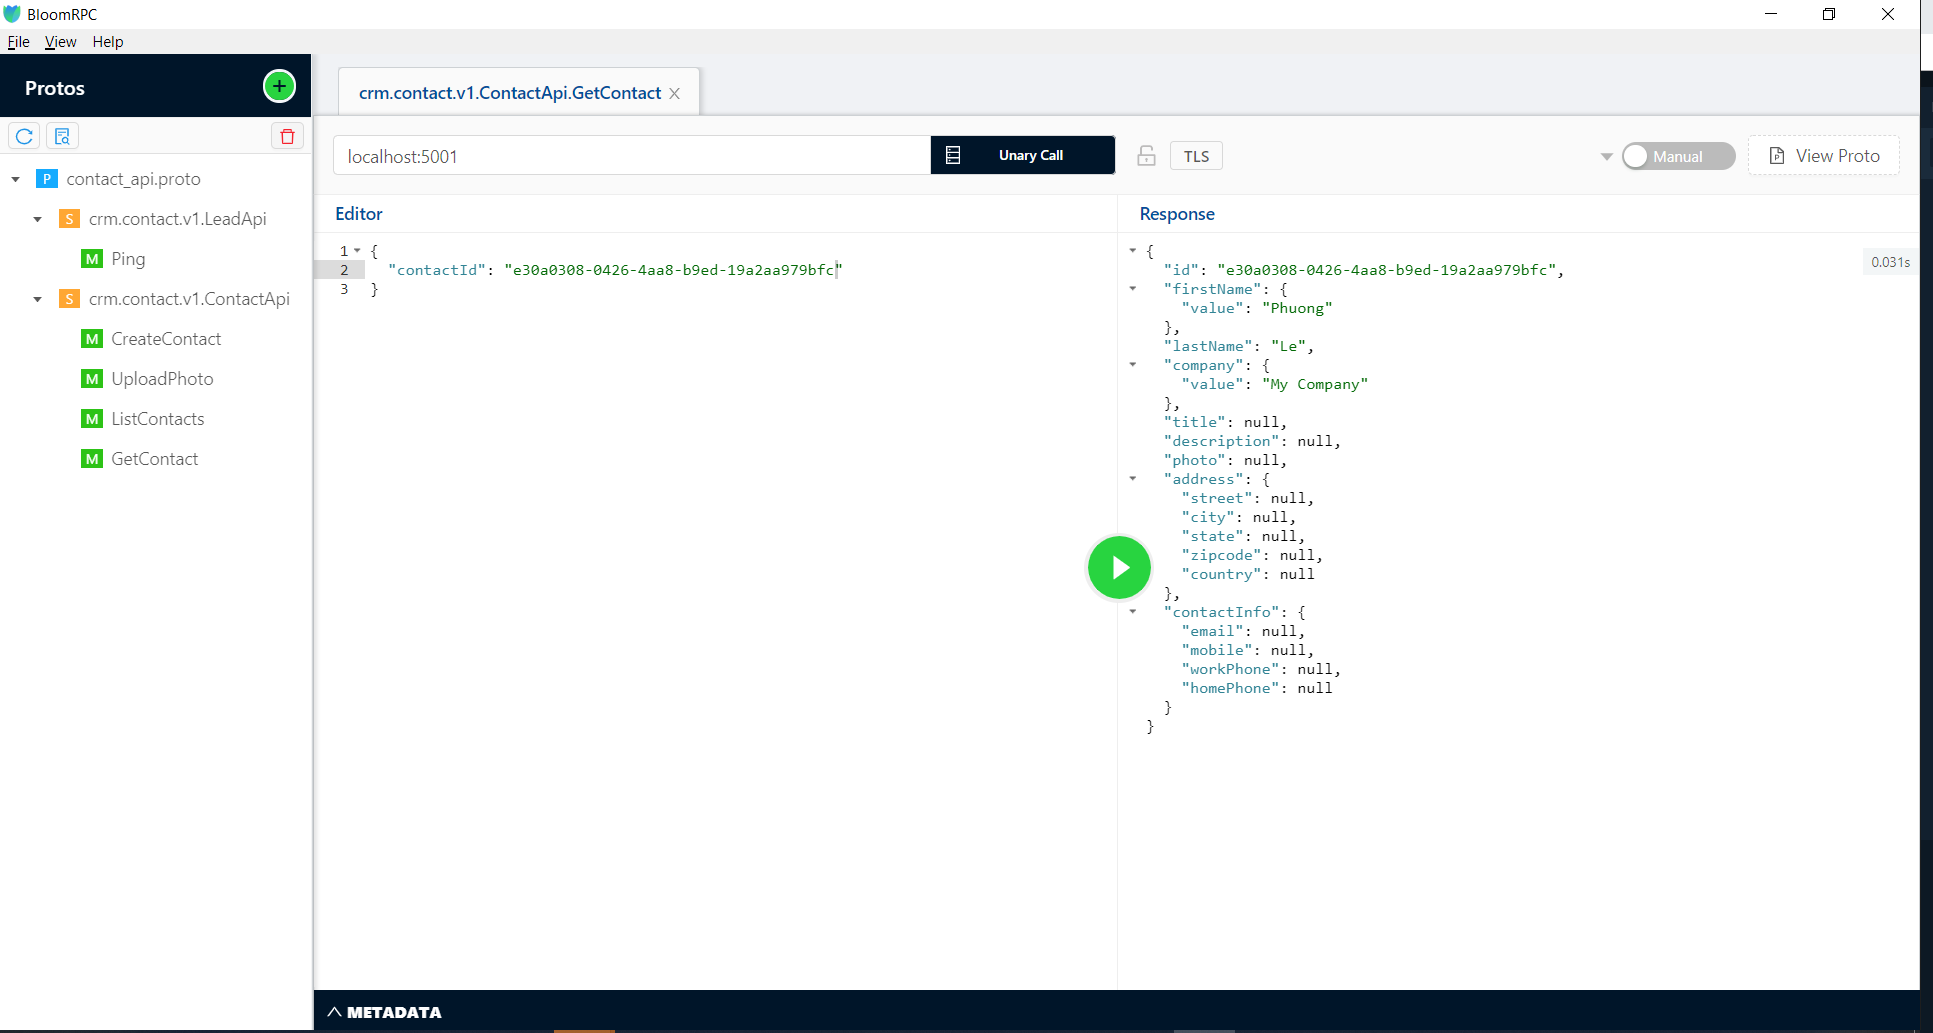 BloomRPC
File View Help
Protos
crm.contact.v1.ContactApi.GetContact
localhost:5001
Unary Call
TLS
Manual
View Proto
P contact_api.proto
S crm.contact.v1.LeadApi
M Ping
S crm.contact.v1.ContactApi
M CreateContact
M UploadPhoto
M ListContacts
M GetContact
Editor
1 {
2 "contactId": "e30a0308-0426-4aa8-b9ed-19a2aa979bfc"
3 }
Response
0.031s
{
"id": "e30a0308-0426-4aa8-b9ed-19a2aa979bfc",
"firstName": {
"value": "Phuong"
},
"lastName": "Le",
"company": {
"value": "My Company"
},
"title": null,
"description": null,
"photo": null,
"address": {
"street": null,
"city": null,
"state": null,
"zipcode": null,
"country": null
},
"contactInfo": {
"email": null,
"mobile": null,
"workPhone": null,
"homePhone": null
}
}
METADATA